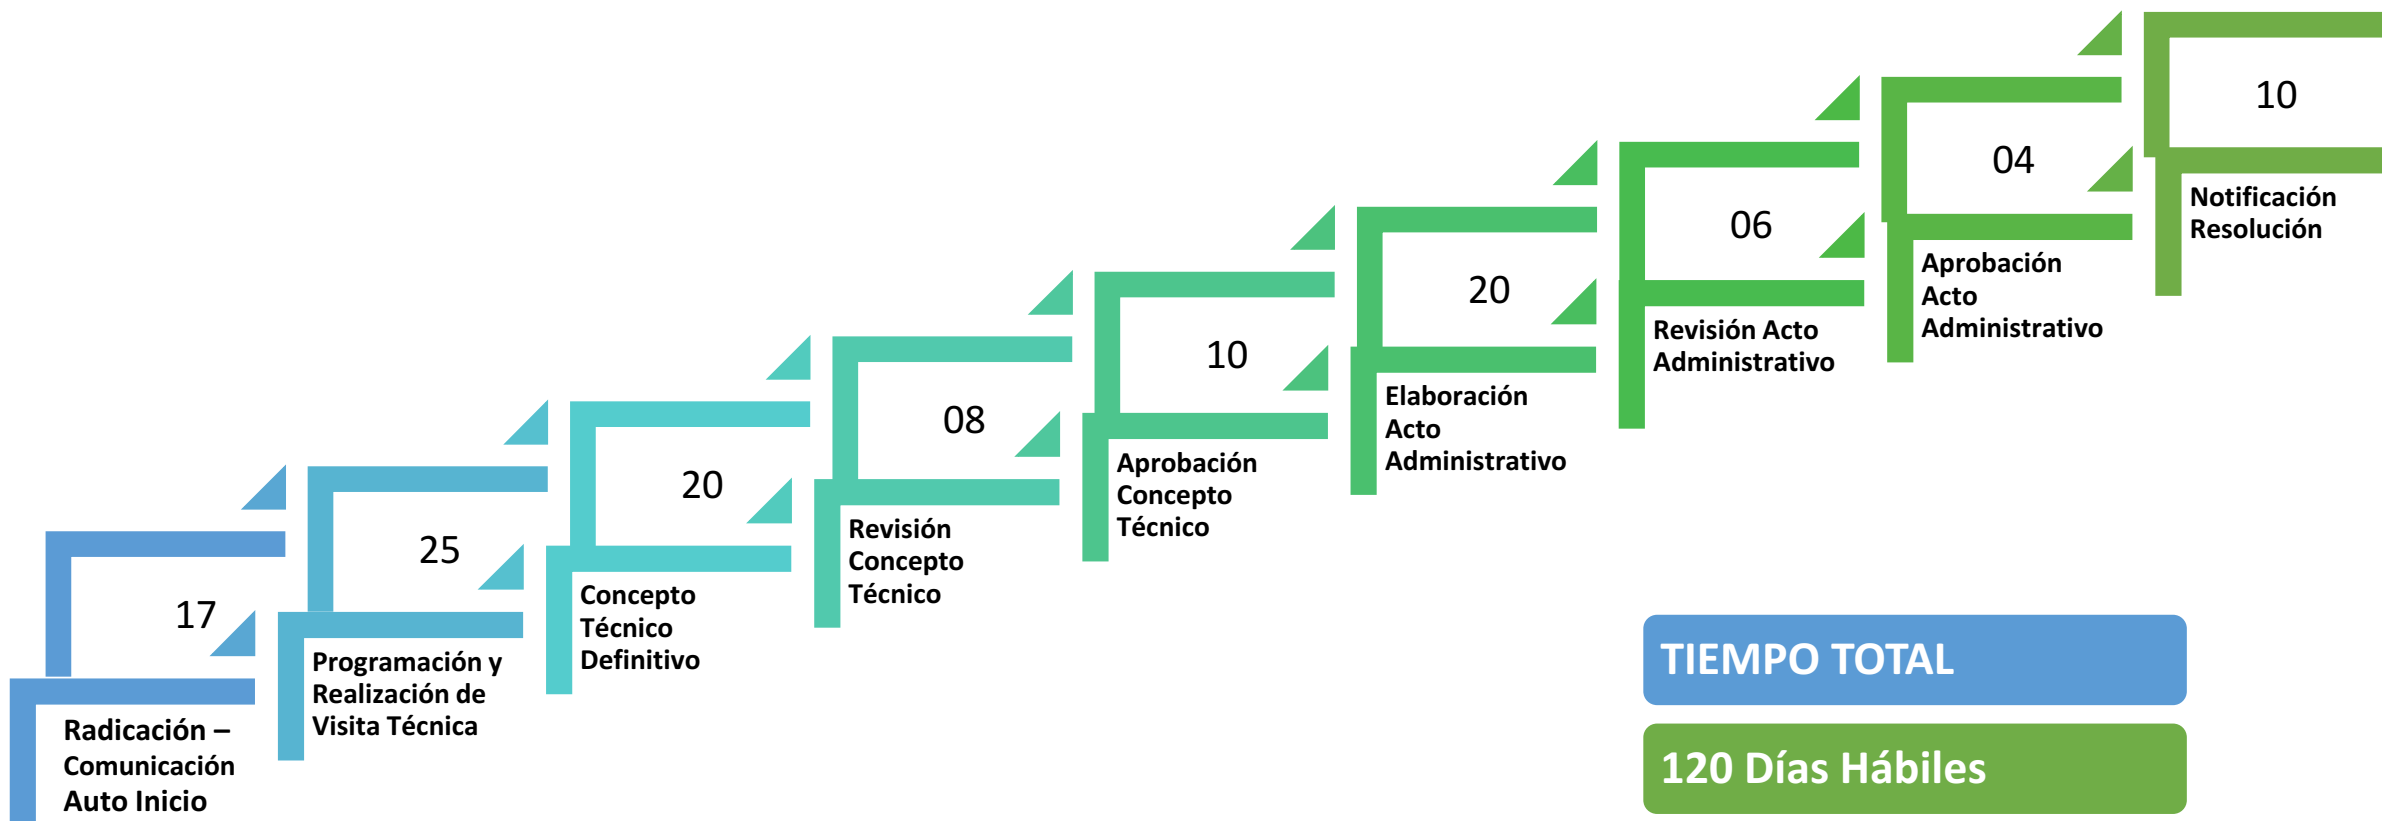 17
Radicación –
Comunicación
Auto Inicio
25
Programación y
Realización de
Visita Técnica
20
Concepto
Técnico
Definitivo
08
Revisión
Concepto
Técnico
10
Aprobación
Concepto
Técnico
20
Elaboración
Acto
Administrativo
06
Revisión Acto
Administrativo
04
Aprobación
Acto
Administrativo
10
Notificación
Resolución
TIEMPO TOTAL
120 Días Hábiles